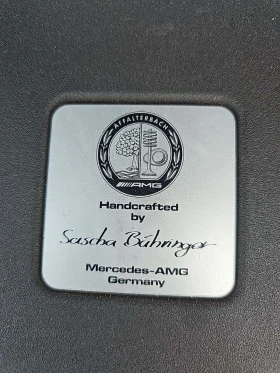 AFFALTERBACH
AMG
Handcrafted
by
Sascha Bühringer
Mercedes-AMG
Germany